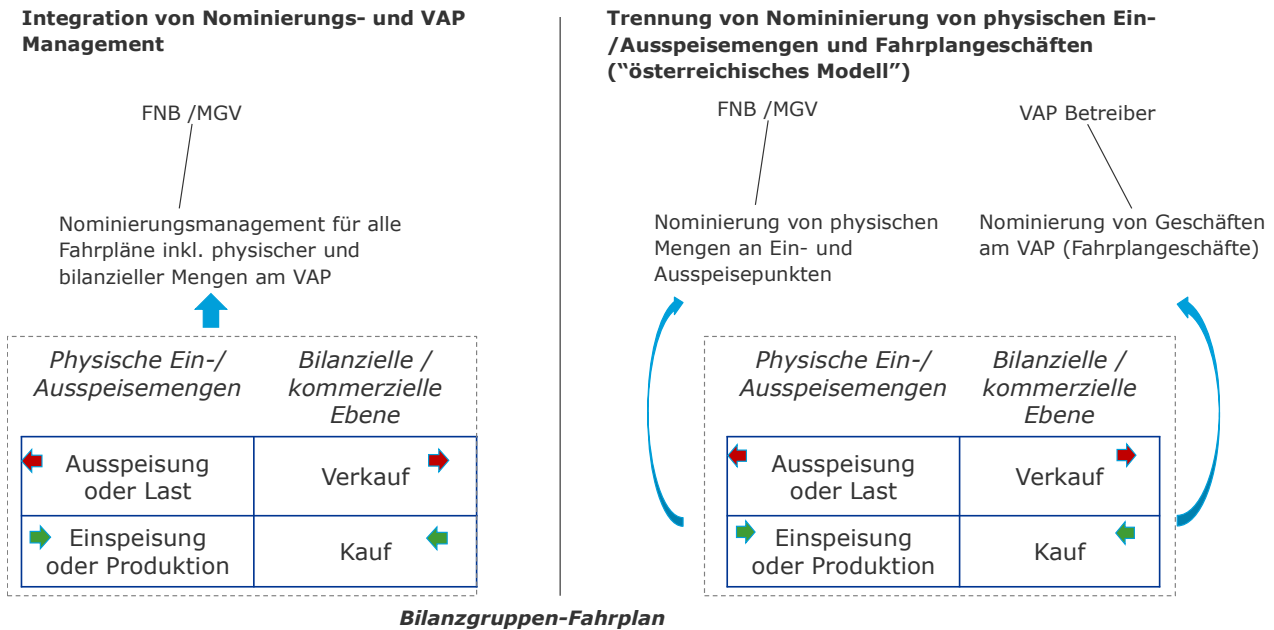 Integration von Nominierungs- und VAP
Management
FNB /MGV
Nominierungsmanagement für alle
Fahrpläne inkl. physischer und
bilanzieller Mengen am VAP
Physische Ein-/
Ausspeisemengen
Bilanzielle /
kommerzielle
Ebene
Ausspeisung
oder Last
Verkauf
Einspeisung
oder Produktion
Kauf
Trennung von Nomininierung von physischen Ein-
/Ausspeisemengen und Fahrplangeschäften
(“österreichisches Modell”)
FNB /MGV
VAP Betreiber
Nominierung von physischen
Mengen an Ein- und
Ausspeisepunkten
Nominierung von Geschäften
am VAP (Fahrplangeschäfte)
Physische Ein-/
Ausspeisemengen
Bilanzielle /
kommerzielle
Ebene
Ausspeisung
oder Last
Verkauf
Einspeisung
oder Produktion
Kauf
Bilanzgruppen-Fahrplan